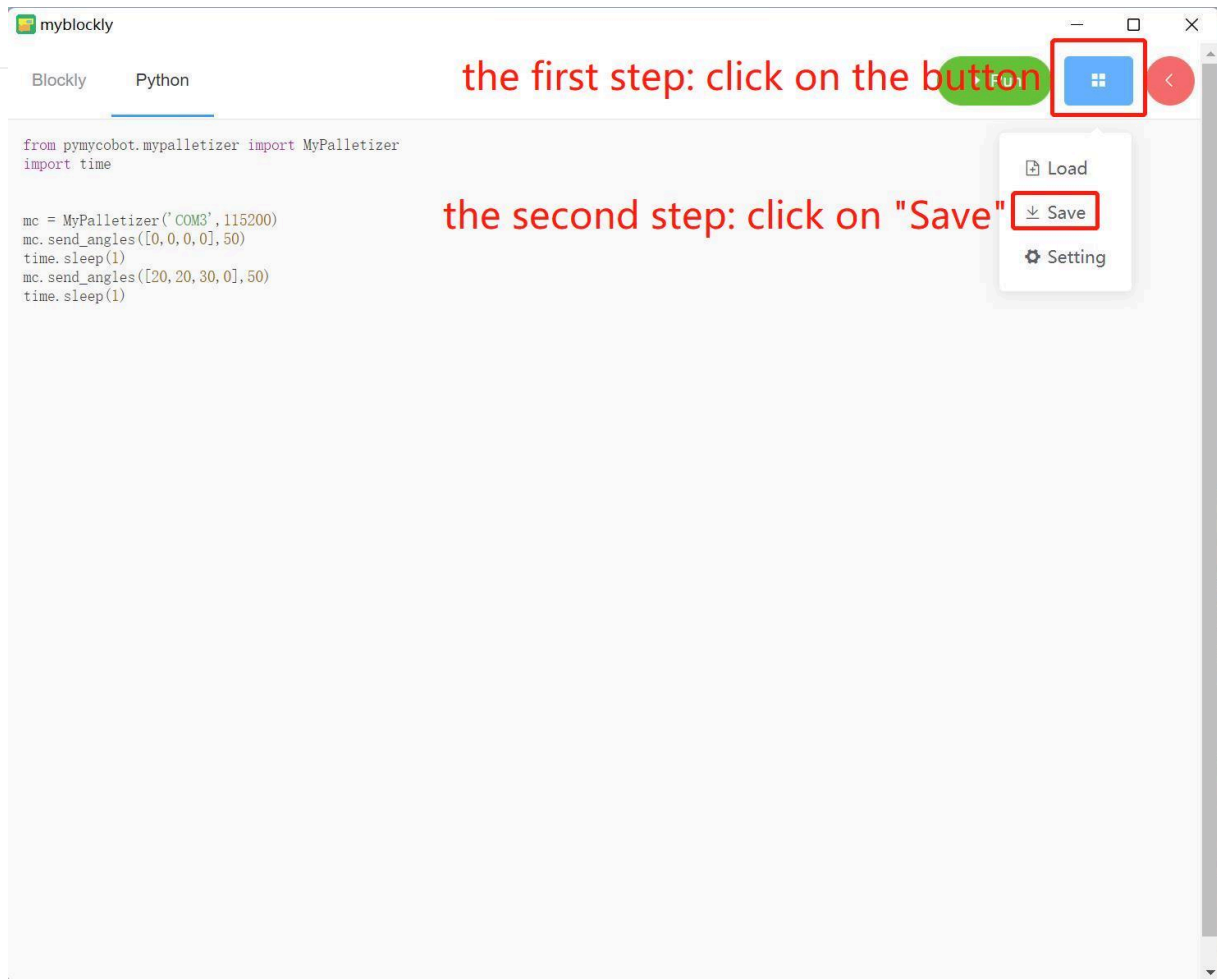 myblockly
Blockly Python the first step: click on the button Run
from pymycobot.mypalletizer import MyPalletizer
import time
Load
mc = MyPalletizer('COM3',115200)
the second step: click on "Save" Save
mc.send_angles([0,0,0,0],50)
time.sleep(1)
Setting
mc.send_angles([20,20,30,0],50)
time.sleep(1)